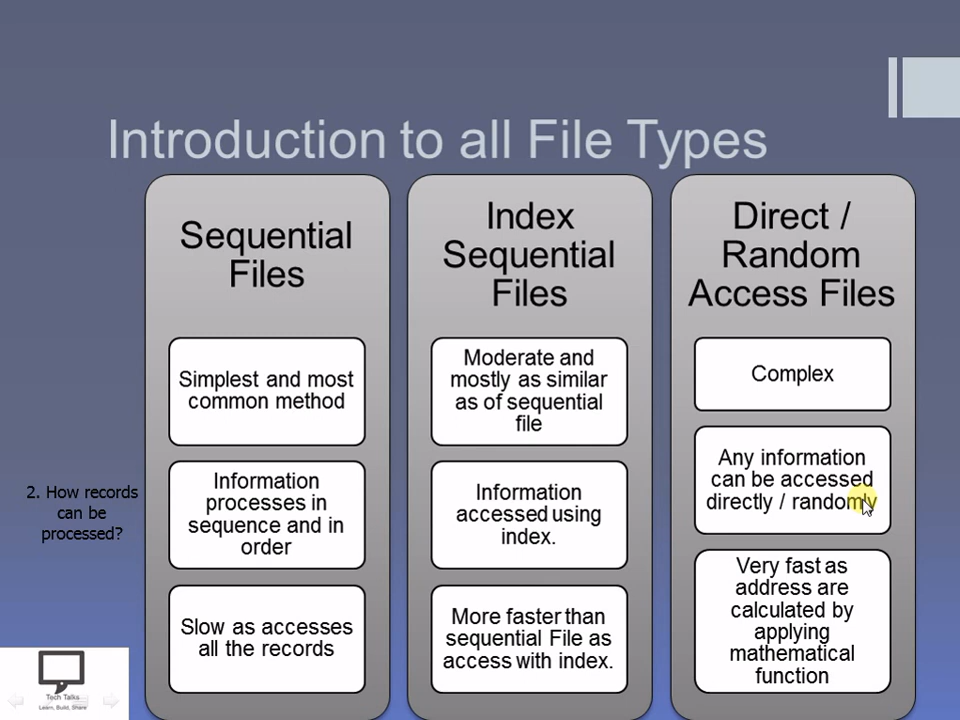 Introduction to all File Types
Sequential
Files
Simplest and most
common method
Information
processes in
sequence and in
order
Slow as accesses
all the records
Index
Sequential
Files
Moderate and
mostly as similar
as of sequential
file
Information
accessed using
index.
More faster than
sequential File as
access with index.
Direct /
Random
Access Files
Complex
Any information
can be accessed
directly / randomly
Very fast as
address are
calculated by
applying
mathematical
function
2. How records
can be
processed?
Tech Talks
Learn, Build, Share